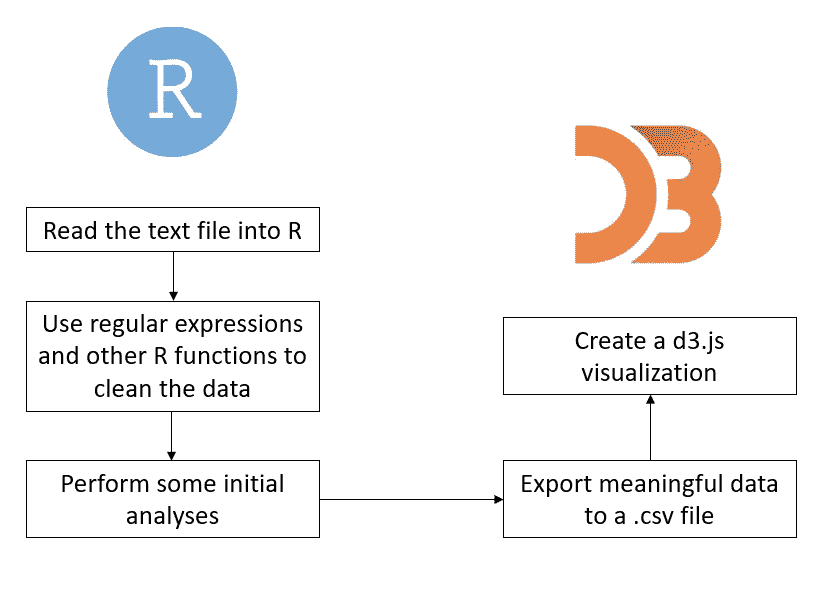 R
D3
Read the text file into R
Use regular expressions
and other R functions to
clean the data
Perform some initial
analyses
Create a d3.js
visualization
Export meaningful data
to a .csv file